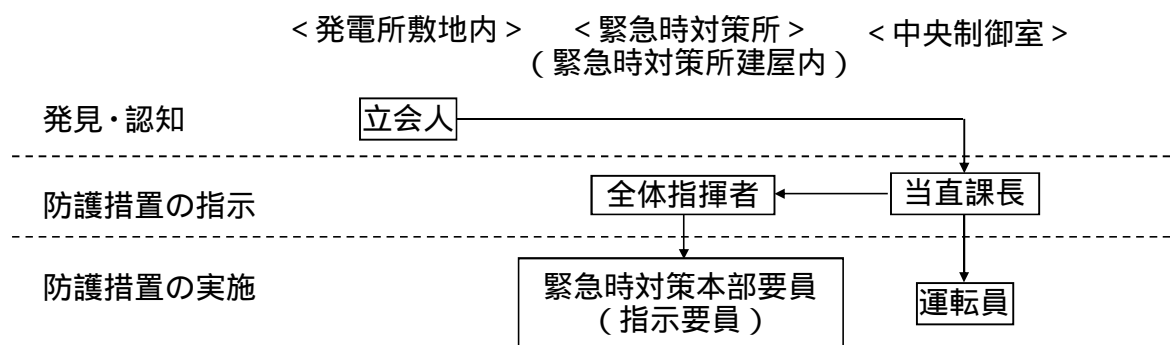 ＜発電所敷地内＞ ＜緊急時対策所＞ ＜中央制御室＞
（緊急時対策所建屋内）
発見・認知 立会人
防護措置の指示 全体指揮者 当直課長
防護措置の実施 緊急時対策本部要員 運転員
（指示要員）